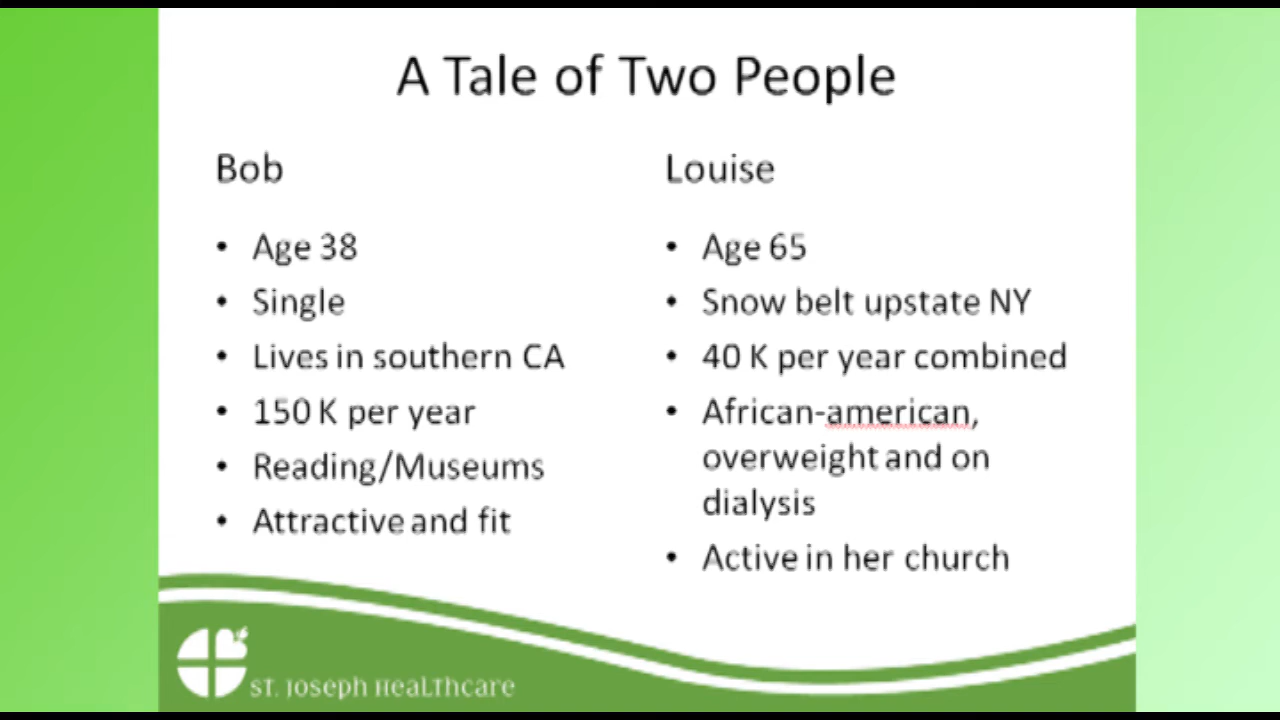 A Tale of Two People
Bob
• Age 38
• Single
• Lives in southern CA
• 150 K per year
• Reading/Museums
• Attractive and fit
Louise
• Age 65
• Snow belt upstate NY
• 40 K per year combined
• African-american,
overweight and on
dialysis
• Active in her church
ST. JOSEPH HEALTHCARE